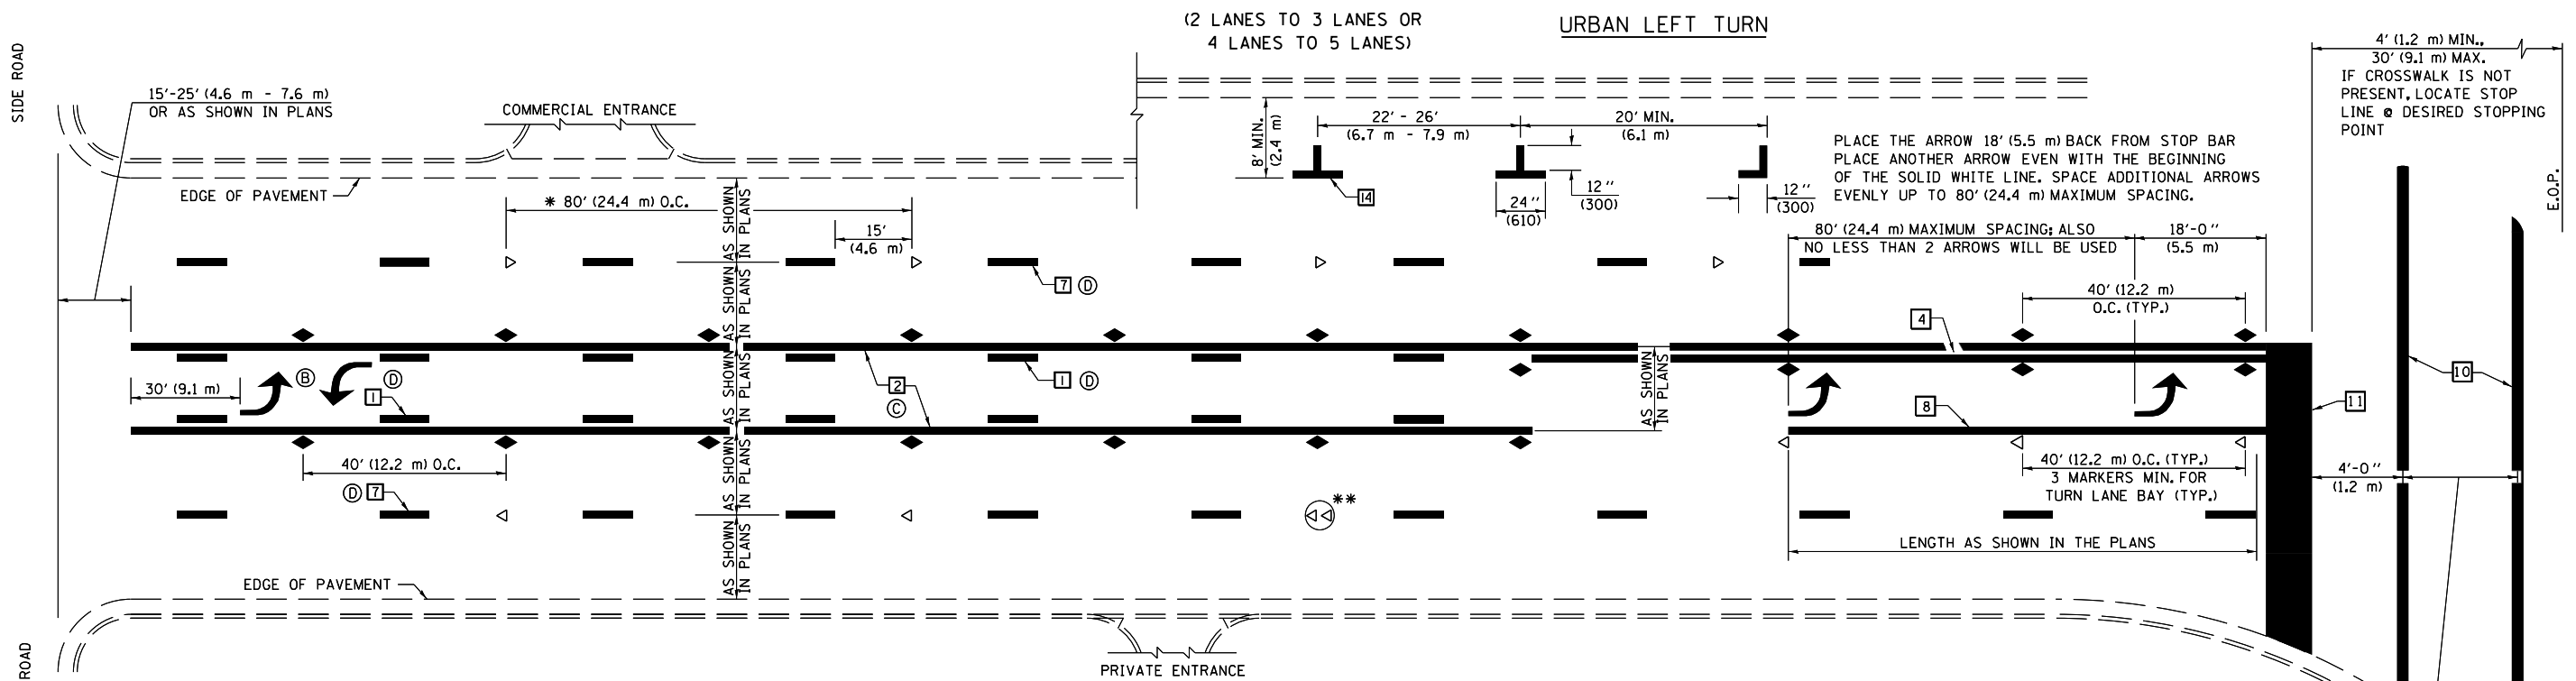 (2 LANES TO 3 LANES OR
4 LANES TO 5 LANES)
URBAN LEFT TURN
SIDE ROAD
15'-25' (4.6 m - 7.6 m)
OR AS SHOWN IN PLANS
COMMERCIAL ENTRANCE
EDGE OF PAVEMENT
* 80' (24.4 m) O.C.
15'
(4.6 m)
AS SHOWN
IN PLANS
AS SHOWN
IN PLANS
AS SHOWN
IN PLANS
AS SHOWN
IN PLANS
AS SHOWN
IN PLANS
8' MIN.
(2.4 m)
22' - 26'
(6.7 m - 7.9 m)
20' MIN.
(6.1 m)
14
24"
(610)
12"
(300)
12"
(300)
PLACE THE ARROW 18' (5.5 m) BACK FROM STOP BAR
PLACE ANOTHER ARROW EVEN WITH THE BEGINNING
OF THE SOLID WHITE LINE. SPACE ADDITIONAL ARROWS
EVENLY UP TO 80' (24.4 m) MAXIMUM SPACING.
80' (24.4 m) MAXIMUM SPACING; ALSO
NO LESS THAN 2 ARROWS WILL BE USED
18'-0"
(5.5 m)
4' (1.2 m) MIN.,
30' (9.1 m) MAX.
IF CROSSWALK IS NOT
PRESENT, LOCATE STOP
LINE @ DESIRED STOPPING
POINT
E.O.P.
7 D
40' (12.2 m)
O.C. (TYP.)
4
30' (9.1 m)
B
D
1
2
C
1 D
AS SHOWN
IN PLANS
8
11
10
40' (12.2 m) O.C.
D 7
**
40' (12.2 m) O.C. (TYP.)
3 MARKERS MIN. FOR
TURN LANE BAY (TYP.)
4'-0"
(1.2 m)
LENGTH AS SHOWN IN THE PLANS
EDGE OF PAVEMENT
ROAD
PRIVATE ENTRANCE